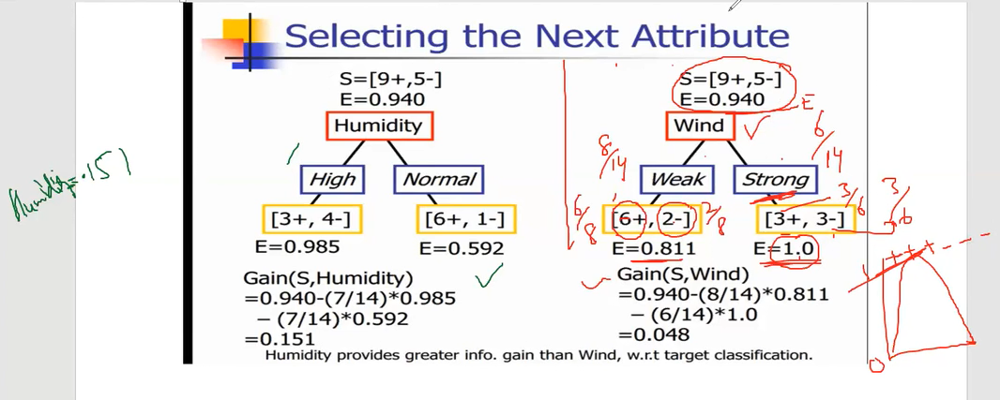 Selecting the Next Attribute
S=[9+,5-]
E=0.940
Humidity
High
Normal
[3+, 4-]
[6+, 1-]
E=0.985
E=0.592
Gain(S,Humidity)
=0.940-(7/14)*0.985
– (7/14)*0.592
=0.151
S=[9+,5-]
E=0.940
E
Wind
8/14
6/14
Weak
Strong
6/8
[6+, 2-]
2/8
[3+, 3-]
3/6
3/6
E=0.811
E=1.0
Gain(S,Wind)
=0.940-(8/14)*0.811
– (6/14)*1.0
=0.048
+ + + - - -
0
Humidity provides greater info. gain than Wind, w.r.t target classification.
Humidity=.151